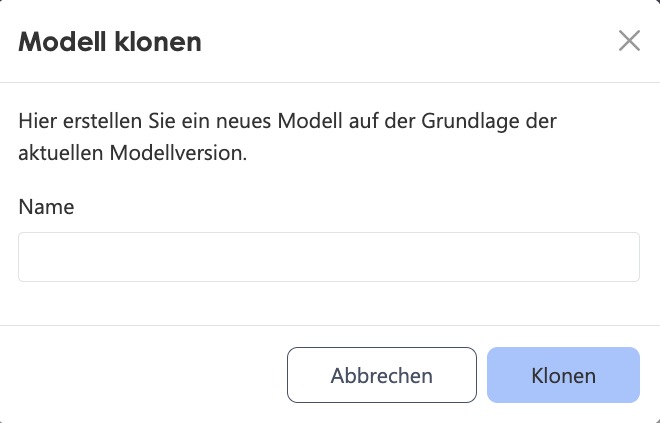 Modell klonen
Hier erstellen Sie ein neues Modell auf der Grundlage der
aktuellen Modellversion.
Name
Abbrechen
Klonen